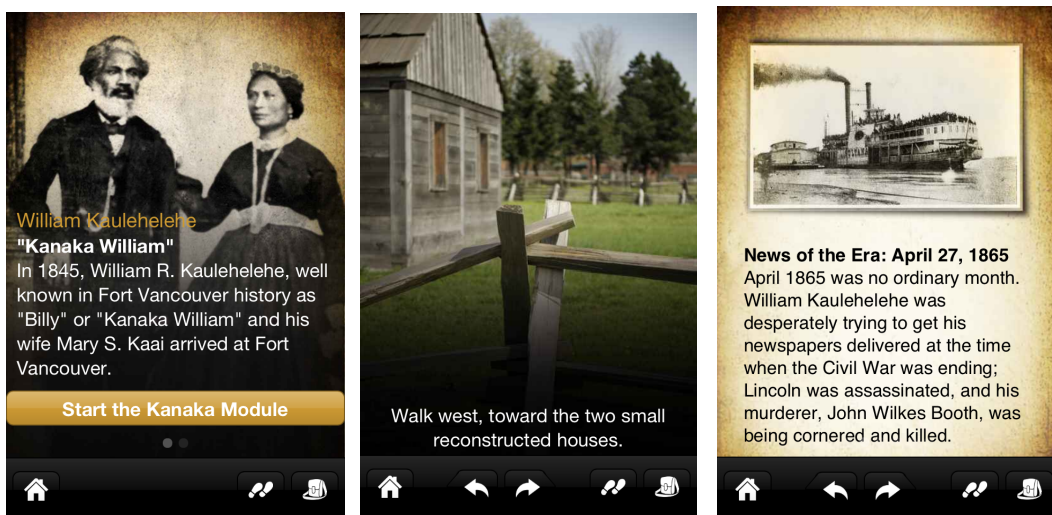 William Kaulehelehe
"Kanaka William"
In 1845, William R. Kaulehelehe, well
known in Fort Vancouver history as
"Billy" or "Kanaka William" and his
wife Mary S. Kaai arrived at Fort
Vancouver.
Start the Kanaka Module
Walk west, toward the two small
reconstructed houses.
News of the Era: April 27, 1865
April 1865 was no ordinary month.
William Kaulehelehe was
desperately trying to get his
newspapers delivered at the time
when the Civil War was ending;
Lincoln was assassinated, and his
murderer, John Wilkes Booth, was
being cornered and killed.